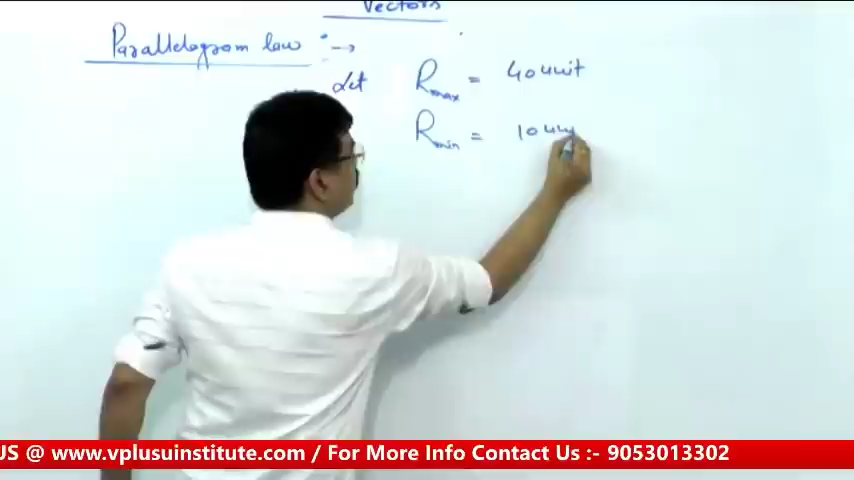 Vectors
Parallelogram law :→
Let Rmax = 40 unit
Rmin = 10 uni
US @ www.vplusuinstitute.com / For More Info Contact Us :- 9053013302